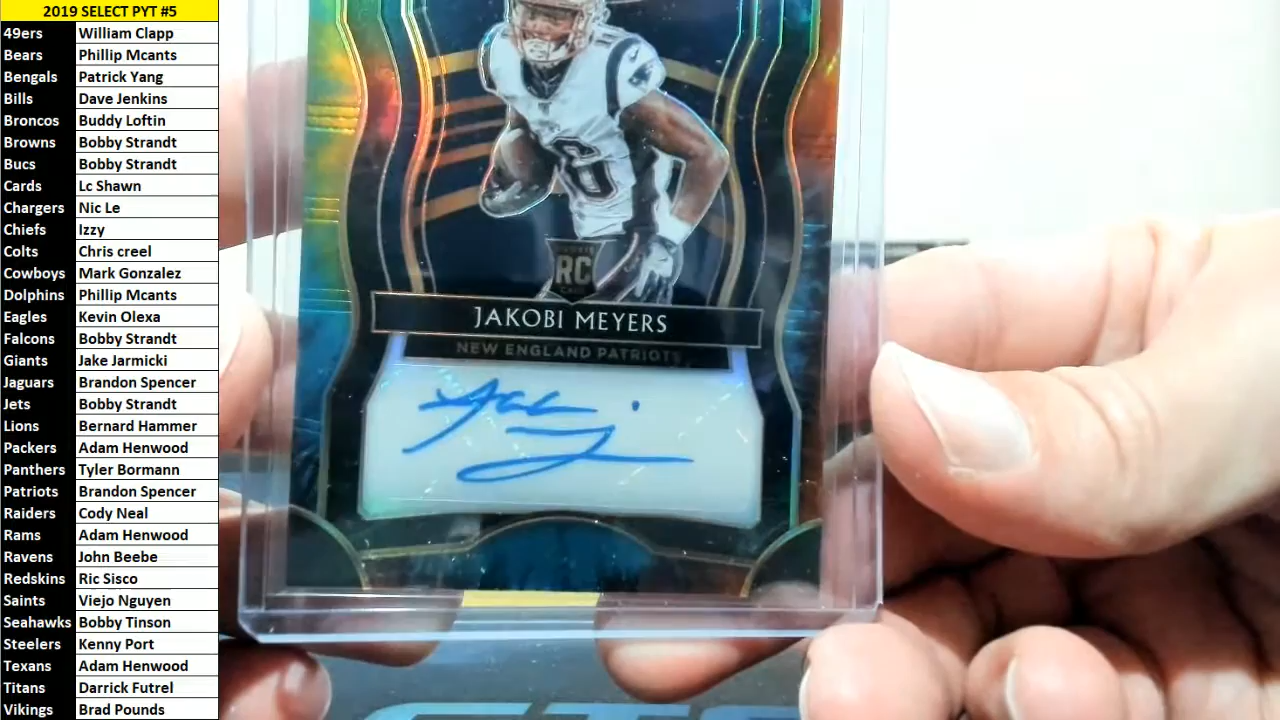 2019 SELECT PYT #5
49ers William Clapp
Bears Phillip Mcants
Bengals Patrick Yang
Bills Dave Jenkins
Broncos Buddy Loftin
Browns Bobby Strandt
Bucs Bobby Strandt
Cards Lc Shawn
Chargers Nic Le
Chiefs Izzy
Colts Chris creel
Cowboys Mark Gonzalez
Dolphins Phillip Mcants
Eagles Kevin Olexa
Falcons Bobby Strandt
Giants Jake Jarmicki
Jaguars Brandon Spencer
Jets Bobby Strandt
Lions Bernard Hammer
Packers Adam Henwood
Panthers Tyler Bormann
Patriots Brandon Spencer
Raiders Cody Neal
Rams Adam Henwood
Ravens John Beebe
Redskins Ric Sisco
Saints Viejo Nguyen
Seahawks Bobby Tinson
Steelers Kenny Port
Texans Adam Henwood
Titans Darrick Futrel
Vikings Brad Pounds
16
RC
JAKOBI MEYERS
NEW ENGLAND PATRIOTS